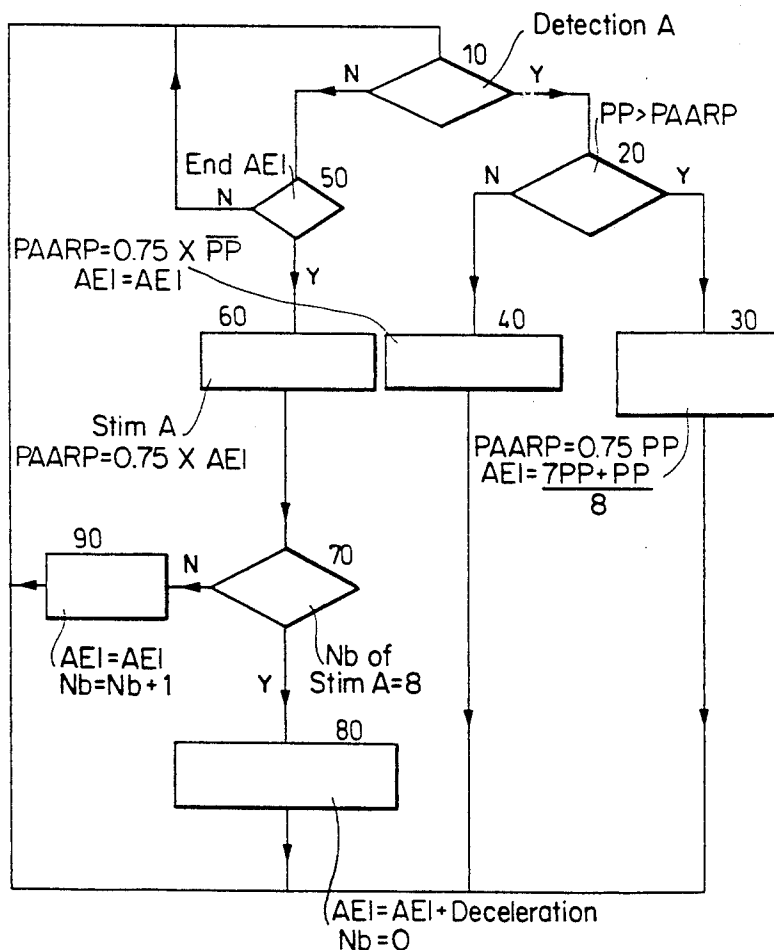 Detection A
10
N
Y
PP>PAARP
20
End AEI
50
N
N
Y
PAARP=0.75 X P̅P̅
AEI=AEI
Y
60
40
30
Stim A
PAARP=0.75 X AEI
PAARP=0.75 PP
AEI=7PP+PP
8
90
N
70
AEI=AEI
Nb=Nb+1
Nb of
Stim A=8
Y
80
AEI=AEI+Deceleration
Nb=0